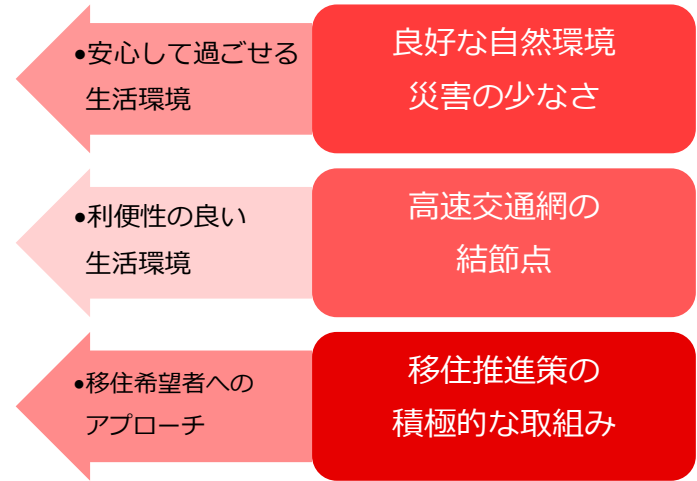 •安心して過ごせる
生活環境
良好な自然環境
災害の少なさ
•利便性の良い
生活環境
高速交通網の
結節点
•移住希望者への
アプローチ
移住推進策の
積極的な取組み